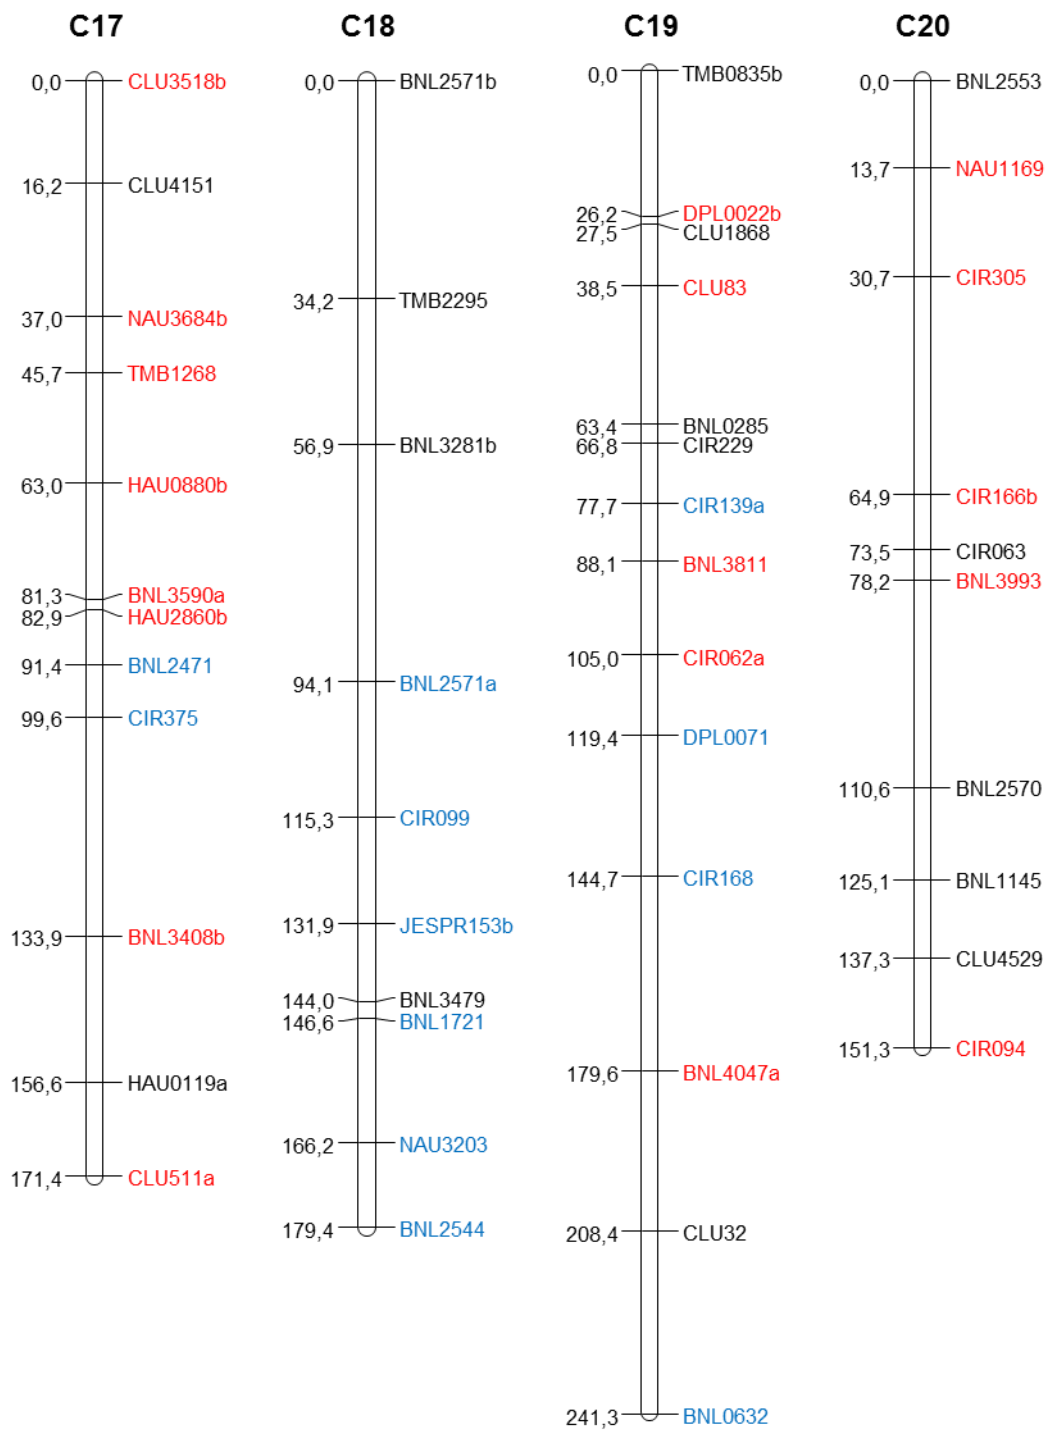 C17
0,0 CLU3518b
16,2 CLU4151
37,0 NAU3684b
45,7 TMB1268
63,0 HAU0880b
81,3 BNL3590a
82,9 HAU2860b
91,4 BNL2471
99,6 CIR375
133,9 BNL3408b
156,6 HAU0119a
171,4 CLU511a
C18
0,0 BNL2571b
34,2 TMB2295
56,9 BNL3281b
94,1 BNL2571a
115,3 CIR099
131,9 JESPR153b
144,0 BNL3479
146,6 BNL1721
166,2 NAU3203
179,4 BNL2544
C19
0,0 TMB0835b
26,2 DPL0022b
27,5 CLU1868
38,5 CLU83
63,4 BNL0285
66,8 CIR229
77,7 CIR139a
88,1 BNL3811
105,0 CIR062a
119,4 DPL0071
144,7 CIR168
179,6 BNL4047a
208,4 CLU32
241,3 BNL0632
C20
0,0 BNL2553
13,7 NAU1169
30,7 CIR305
64,9 CIR166b
73,5 CIR063
78,2 BNL3993
110,6 BNL2570
125,1 BNL1145
137,3 CLU4529
151,3 CIR094